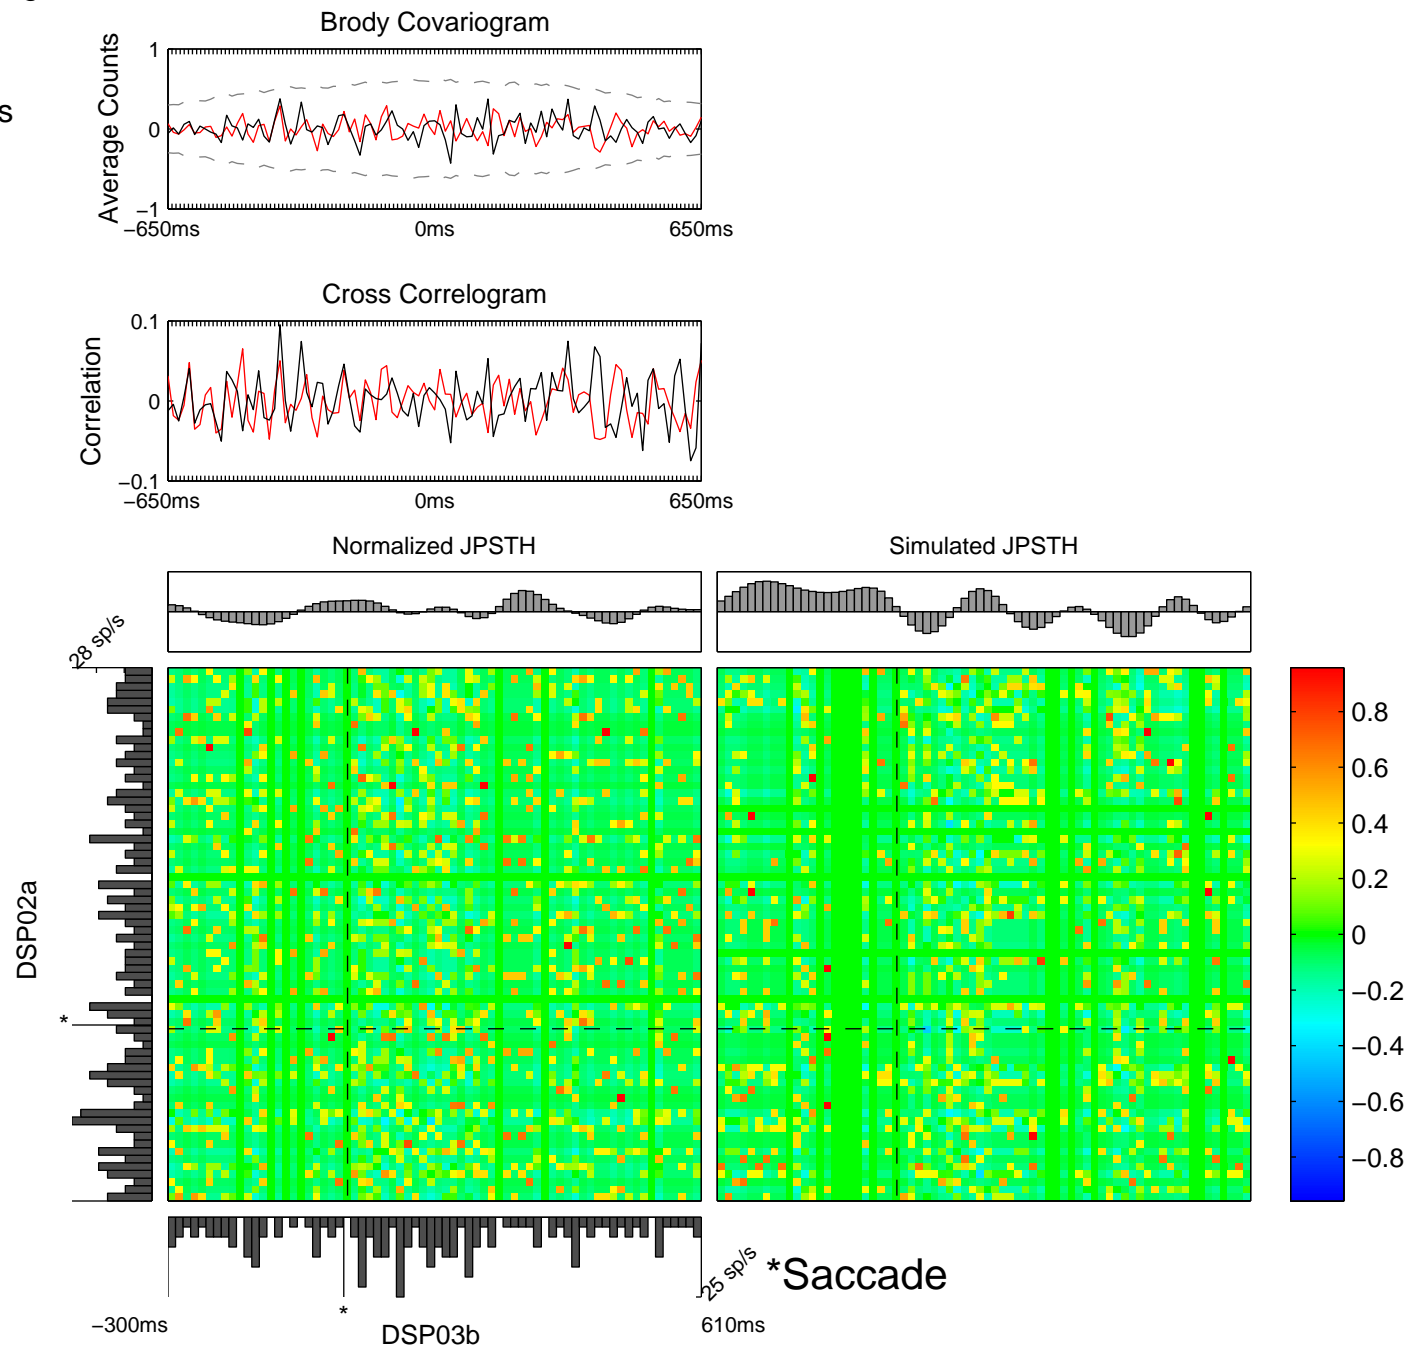 Brody Covariogram
Average Counts
1
0
−1
−650ms
0ms
650ms
s
Cross Correlogram
Correlation
0.1
0
−0.1
−650ms
0ms
650ms
Normalized JPSTH
Simulated JPSTH
28 sp/s
DSP02a
*
0.8
0.6
0.4
0.2
0
−0.2
−0.4
−0.6
−0.8
25 sp/s
*Saccade
*
−300ms
DSP03b
610ms